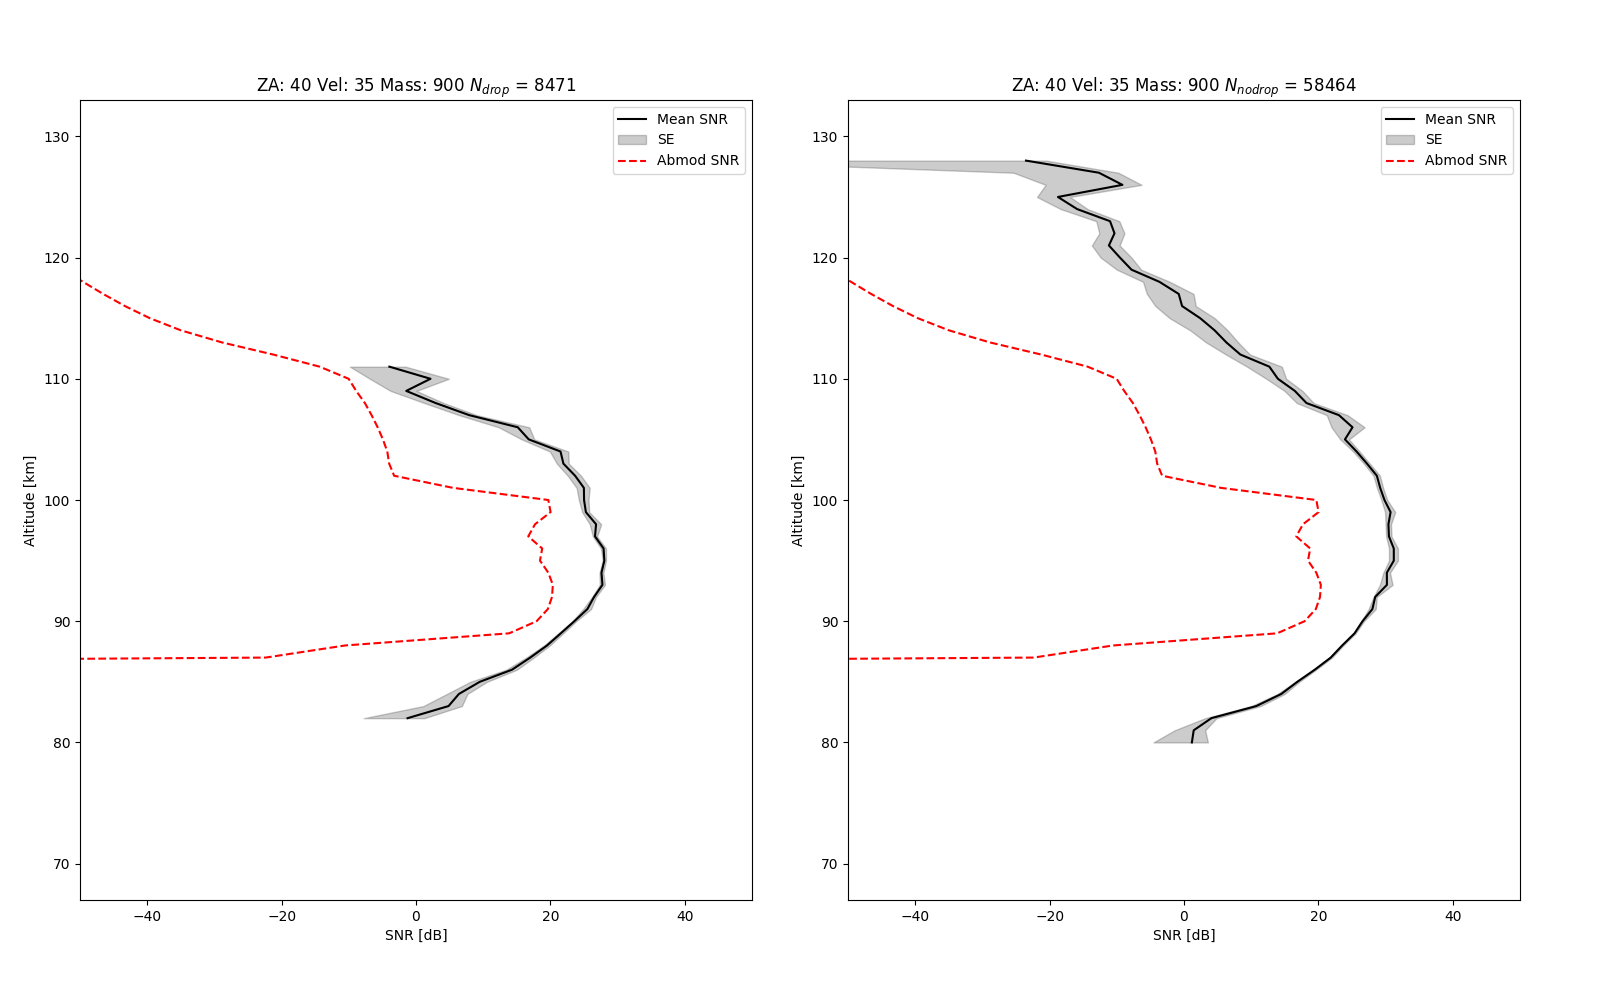 ZA: 40 Vel: 35 Mass: 900 N_drop = 8471
Mean SNR
SE
Abmod SNR
130
120
110
100
90
80
70
Altitude [km]
−40
−20
0
20
40
SNR [dB]
ZA: 40 Vel: 35 Mass: 900 N_nodrop = 58464
Mean SNR
SE
Abmod SNR
130
120
110
100
90
80
70
Altitude [km]
−40
−20
0
20
40
SNR [dB]